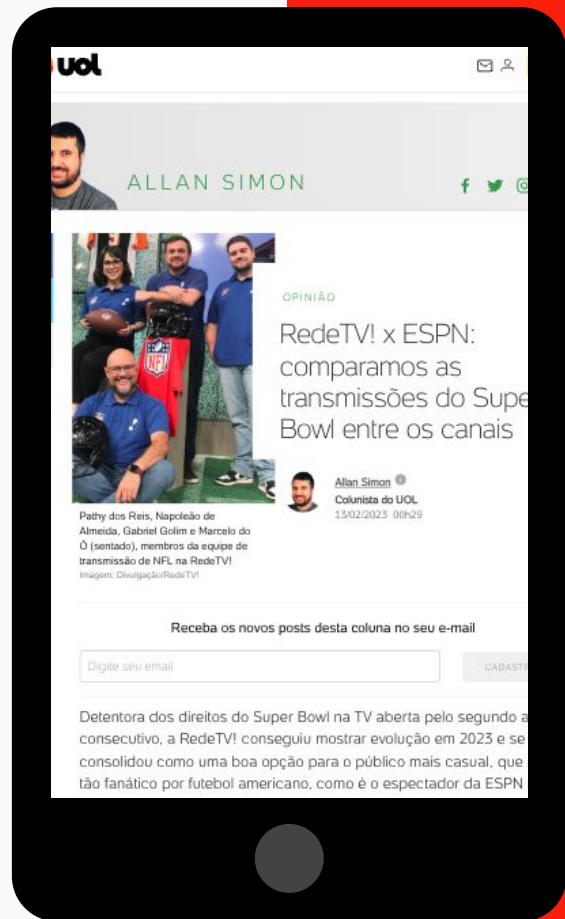 uol
ALLAN SIMON
NFL
OPINIÃO
RedeTV! x ESPN:
comparamos as
transmissões do Supe
Bowl entre os canais
Allan Simon
Colunista do UOL
13/02/2023 00h29
Pathy dos Reis, Napoleão de
Almeida, Gabriel Golim e Marcelo do
Ó (sentado), membros da equipe de
transmissão de NFL na RedeTV!
Imagem: Divulgação/RedeTV!
Receba os novos posts desta coluna no seu e-mail
Digite seu email
CADASTR
Detentora dos direitos do Super Bowl na TV aberta pelo segundo a
consecutivo, a RedeTV! conseguiu mostrar evolução em 2023 e se
consolidou como uma boa opção para o público mais casual, que
tão fanático por futebol americano, como é o espectador da ESPN